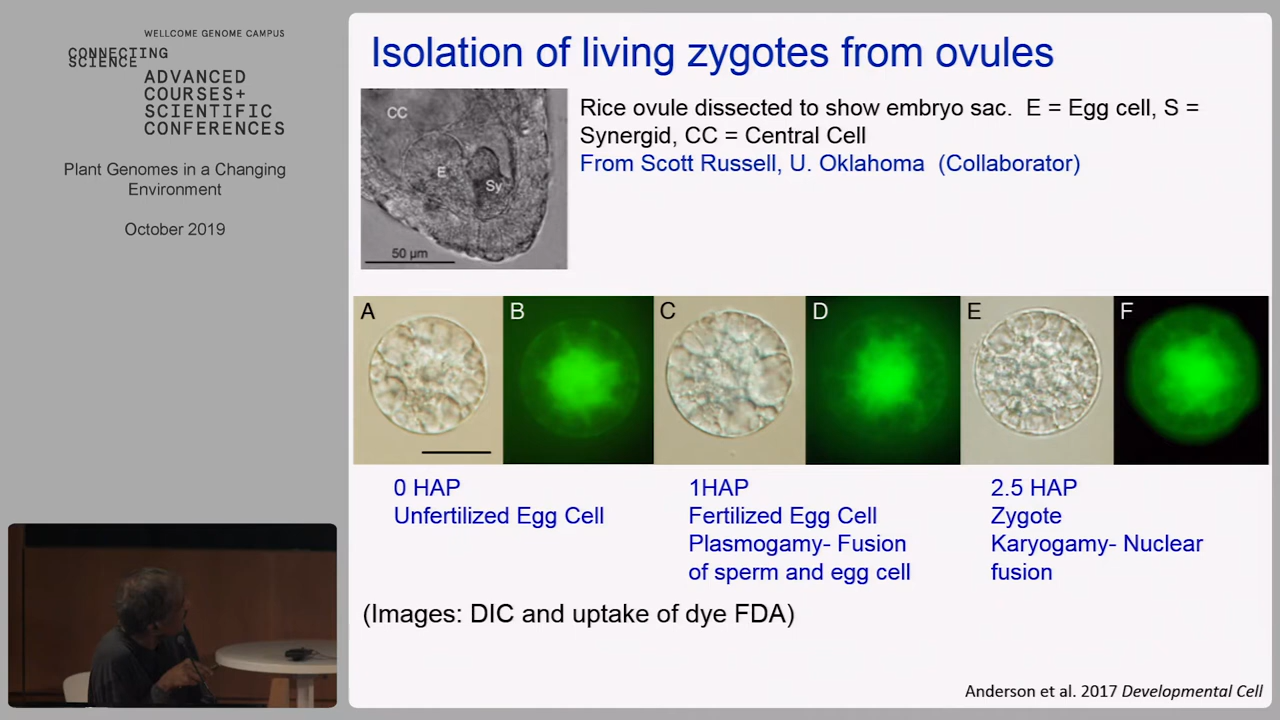 WELLCOME GENOME CAMPUS
CONNECTING
SCIENCE
ADVANCED
COURSES+
SCIENTIFIC
CONFERENCES
Plant Genomes in a Changing
Environment
October 2019
Isolation of living zygotes from ovules
CC
E
Sy
50 µm
Rice ovule dissected to show embryo sac. E = Egg cell, S =
Synergid, CC = Central Cell
From Scott Russell, U. Oklahoma (Collaborator)
A
B
C
D
E
F
0 HAP
Unfertilized Egg Cell
1HAP
Fertilized Egg Cell
Plasmogamy- Fusion
of sperm and egg cell
2.5 HAP
Zygote
Karyogamy- Nuclear
fusion
(Images: DIC and uptake of dye FDA)
Anderson et al. 2017 Developmental Cell